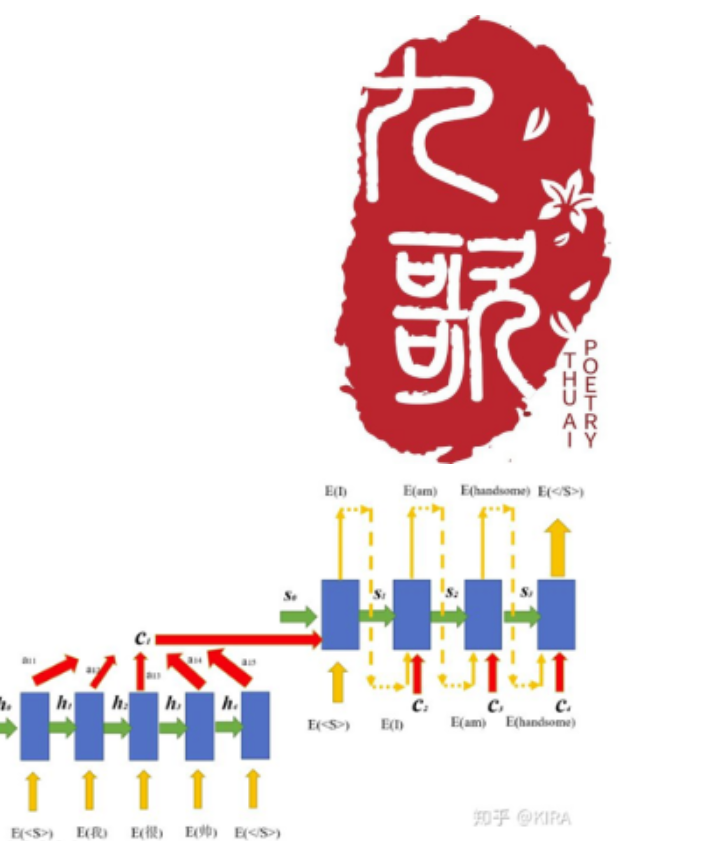 九
歌
THU AI
POETRY
E(I) E(am) E(handsome) E(</S>)
s₀ s₁ s₂ s₃
C₁
a₁₁ a₁₂ a₁₃ a₁₄ a₁₅
h₀ h₁ h₂ h₃ h₄
C₂ C₃ C₄
E(<S>) E(I) E(am) E(handsome)
E(<S>) E(我) E(很) E(帅) E(</S>)
知乎 @KIRA